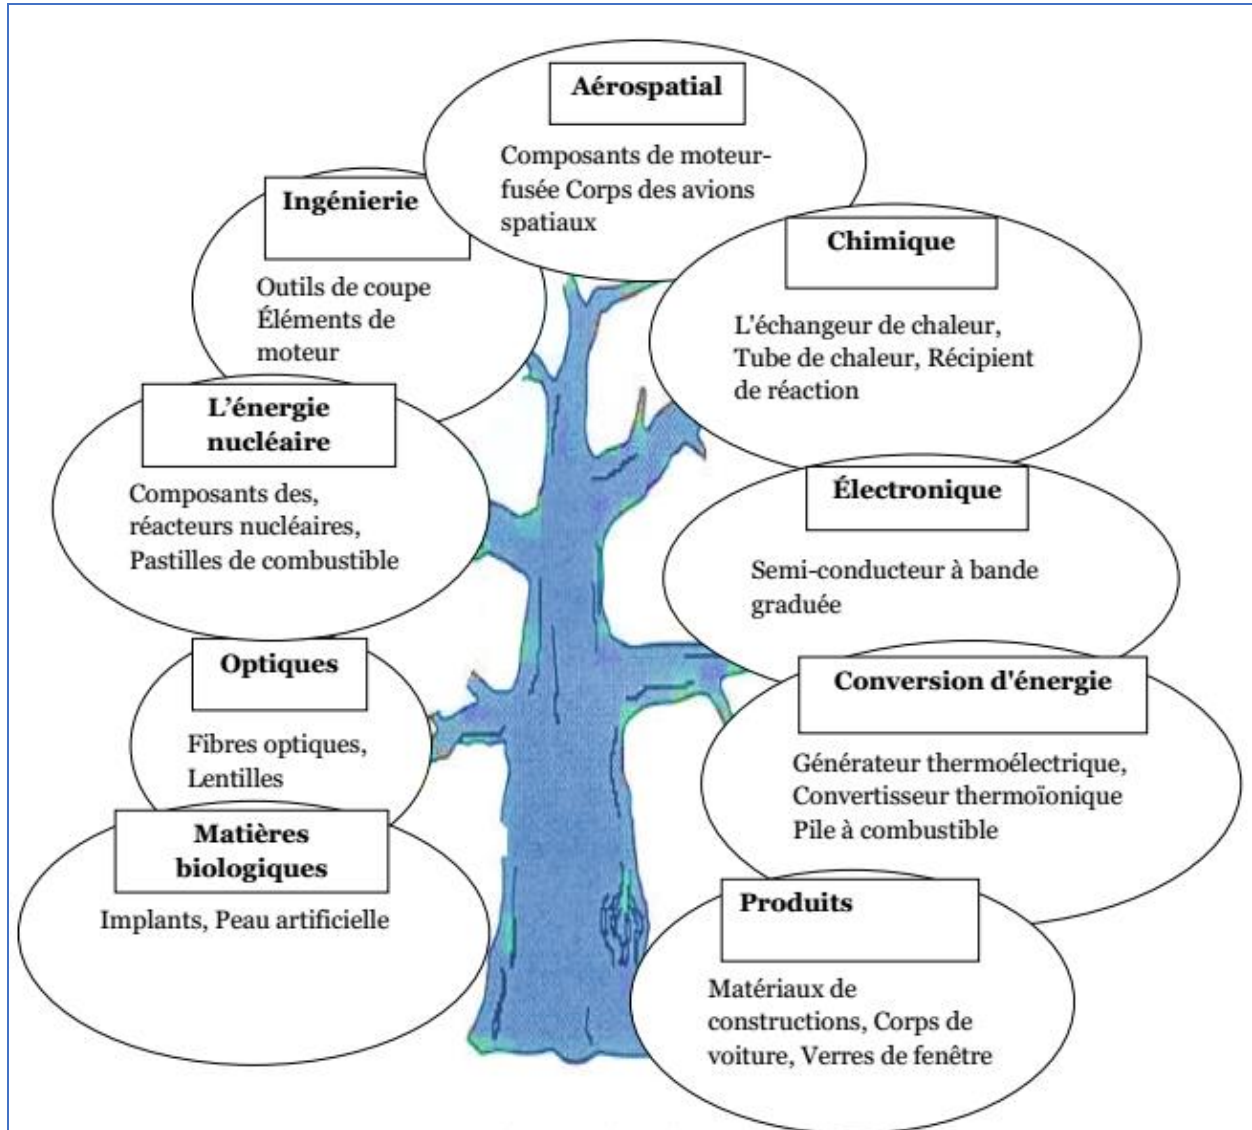 Aérospatial
Composants de moteur-
fusée Corps des avions
spatiaux
Ingénierie
Outils de coupe
Éléments de
moteur
Chimique
L'échangeur de chaleur,
Tube de chaleur, Récipient
de réaction
L'énergie
nucléaire
Composants des,
réacteurs nucléaires,
Pastilles de combustible
Électronique
Semi-conducteur à bande
graduée
Optiques
Fibres optiques,
Lentilles
Conversion d'énergie
Générateur thermoélectrique,
Convertisseur thermoïonique
Pile à combustible
Matières
biologiques
Implants, Peau artificielle
Produits
Matériaux de
constructions, Corps de
voiture, Verres de fenêtre